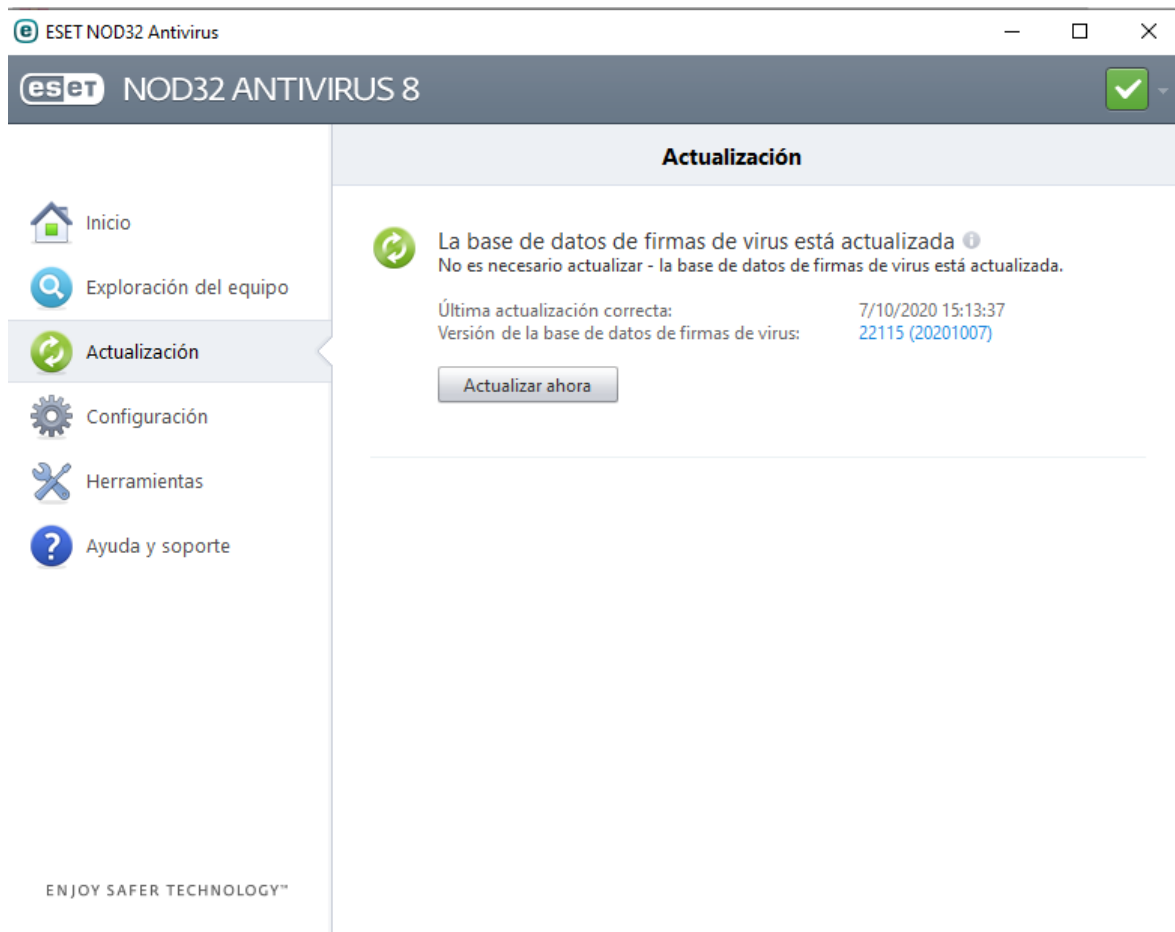 ESET NOD32 Antivirus
eset NOD32 ANTIVIRUS 8
Actualización
Inicio
Exploración del equipo
Actualización
Configuración
Herramientas
Ayuda y soporte
La base de datos de firmas de virus está actualizada
No es necesario actualizar - la base de datos de firmas de virus está actualizada.
Última actualización correcta: 7/10/2020 15:13:37
Versión de la base de datos de firmas de virus: 22115 (20201007)
Actualizar ahora
ENJOY SAFER TECHNOLOGY™